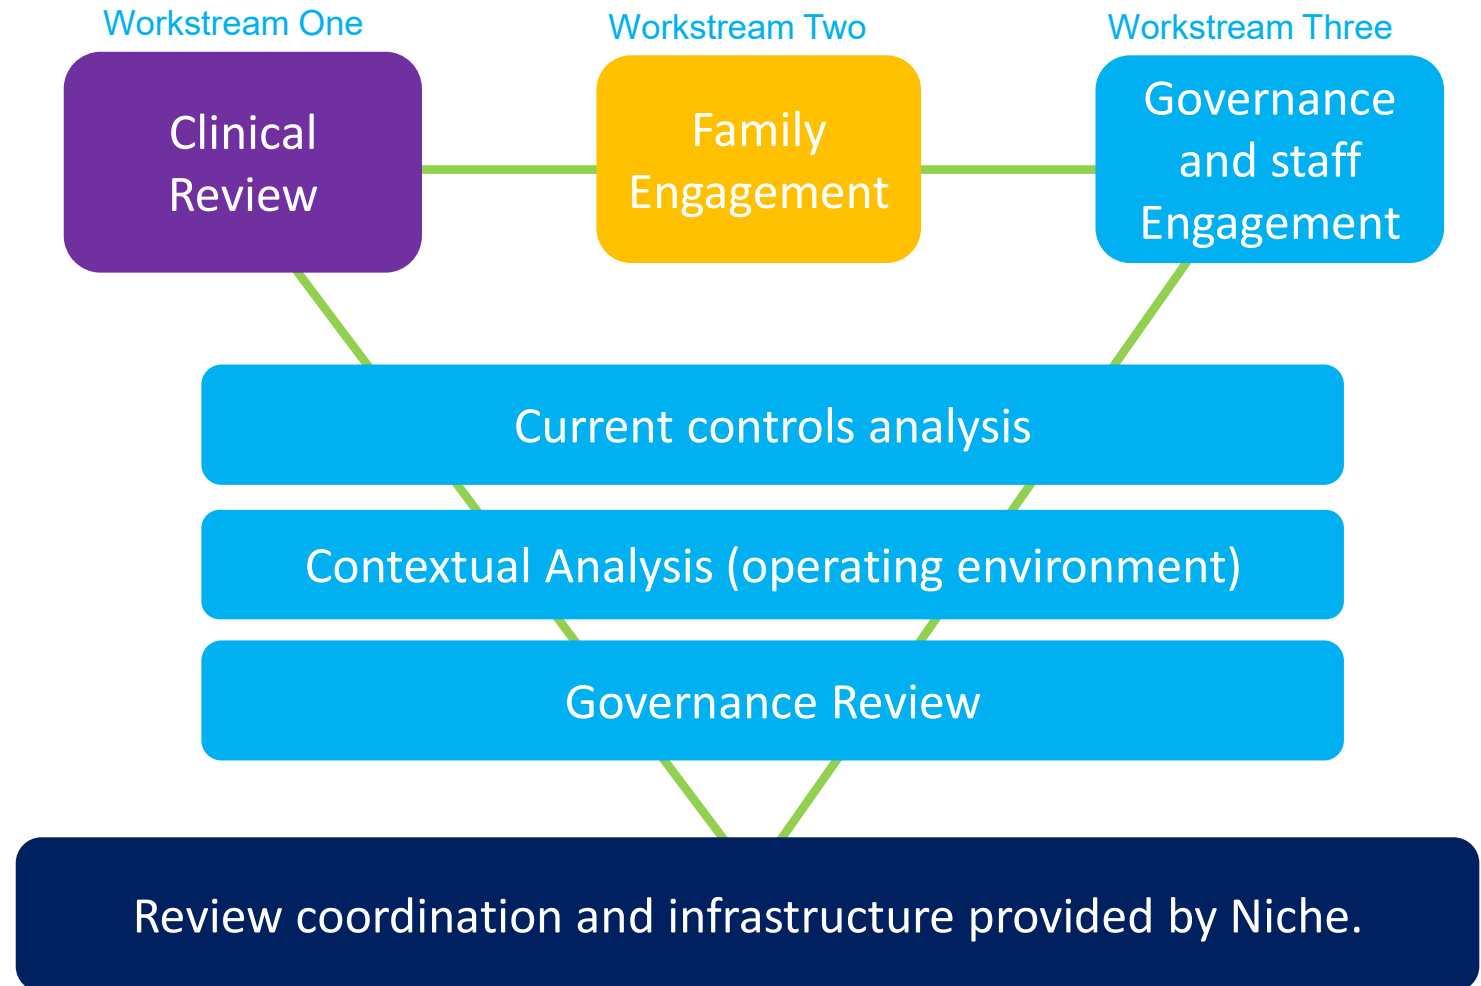 Workstream One
Workstream Two
Workstream Three
Clinical
Review
Family
Engagement
Governance
and staff
Engagement
Current controls analysis
Contextual Analysis (operating environment)
Governance Review
Review coordination and infrastructure provided by Niche.